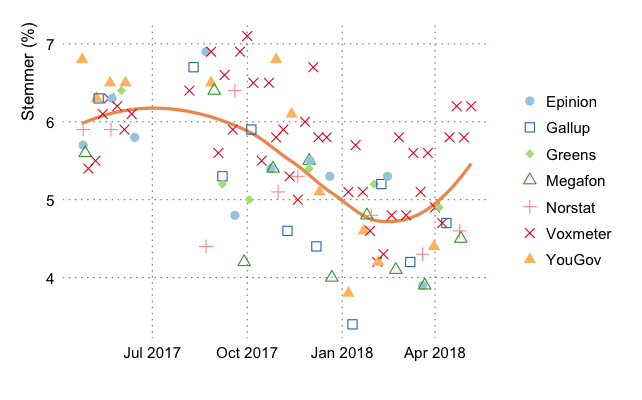 Stemmer (%)
7
6
5
4
Jul 2017
Oct 2017
Jan 2018
Apr 2018
Epinion
Gallup
Greens
Megafon
Norstat
Voxmeter
YouGov